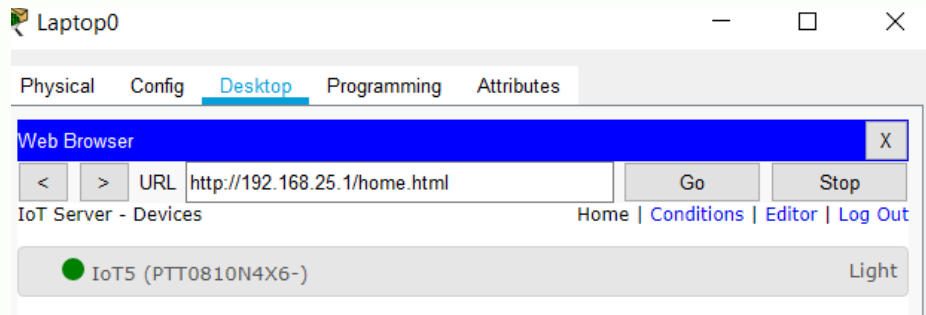 Laptop0
Physical Config Desktop Programming Attributes
Web Browser X
< > URL http://192.168.25.1/home.html Go Stop
IoT Server - Devices Home | Conditions | Editor | Log Out
IoT5 (PTT0810N4X6-) Light